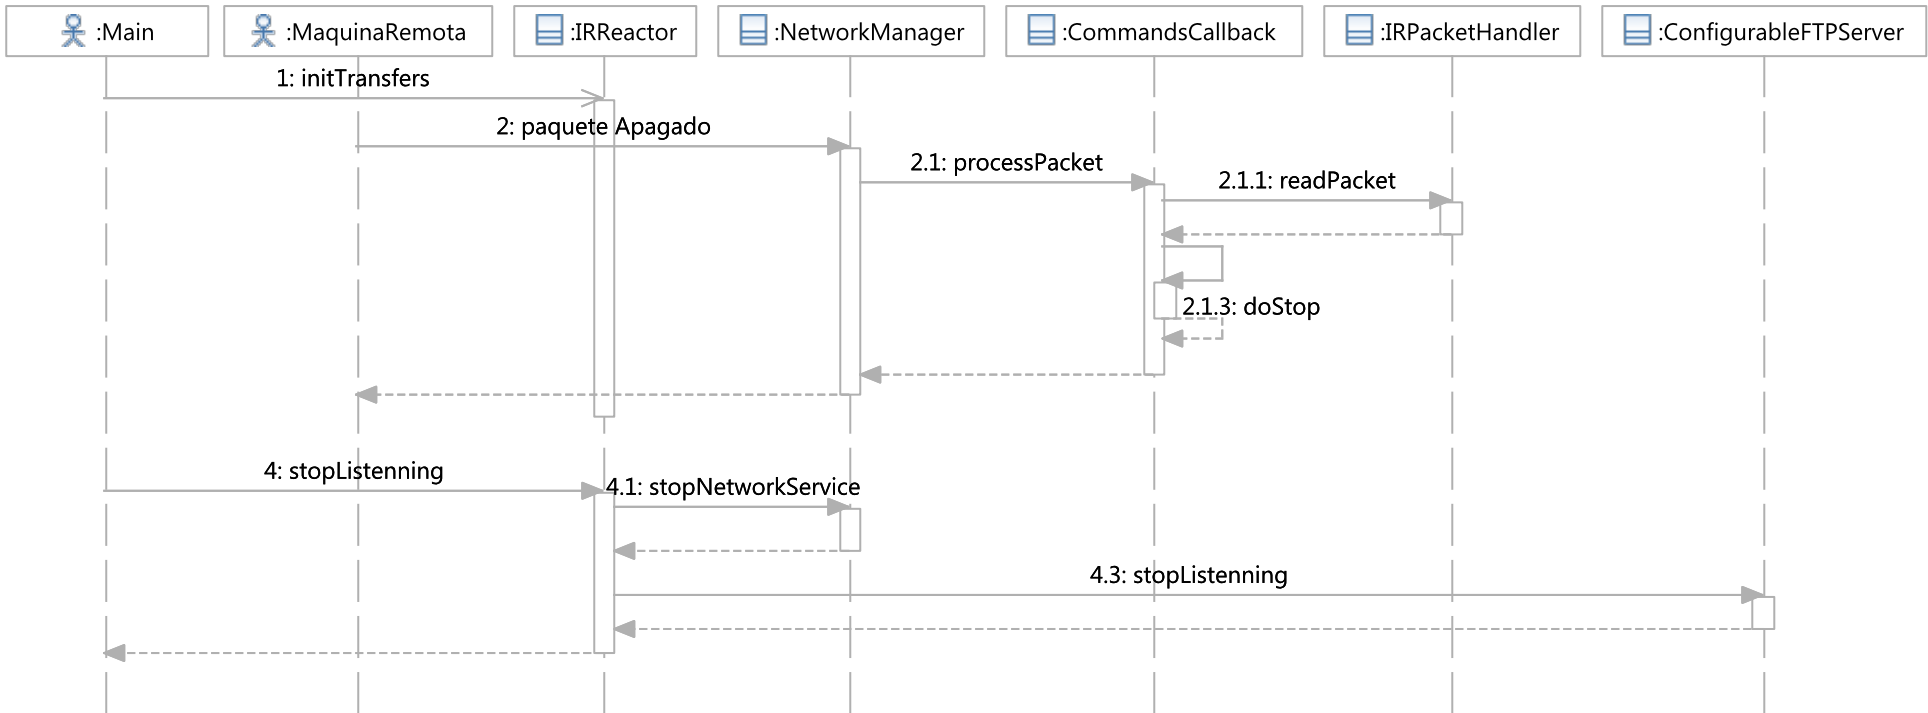 :Main
:MaquinaRemota
:IRReactor
:NetworkManager
:CommandsCallback
:IRPacketHandler
:ConfigurableFTPServer
1: initTransfers
2: paquete Apagado
2.1: processPacket
2.1.1: readPacket
2.1.3: doStop
4: stopListenning
4.1: stopNetworkService
4.3: stopListenning